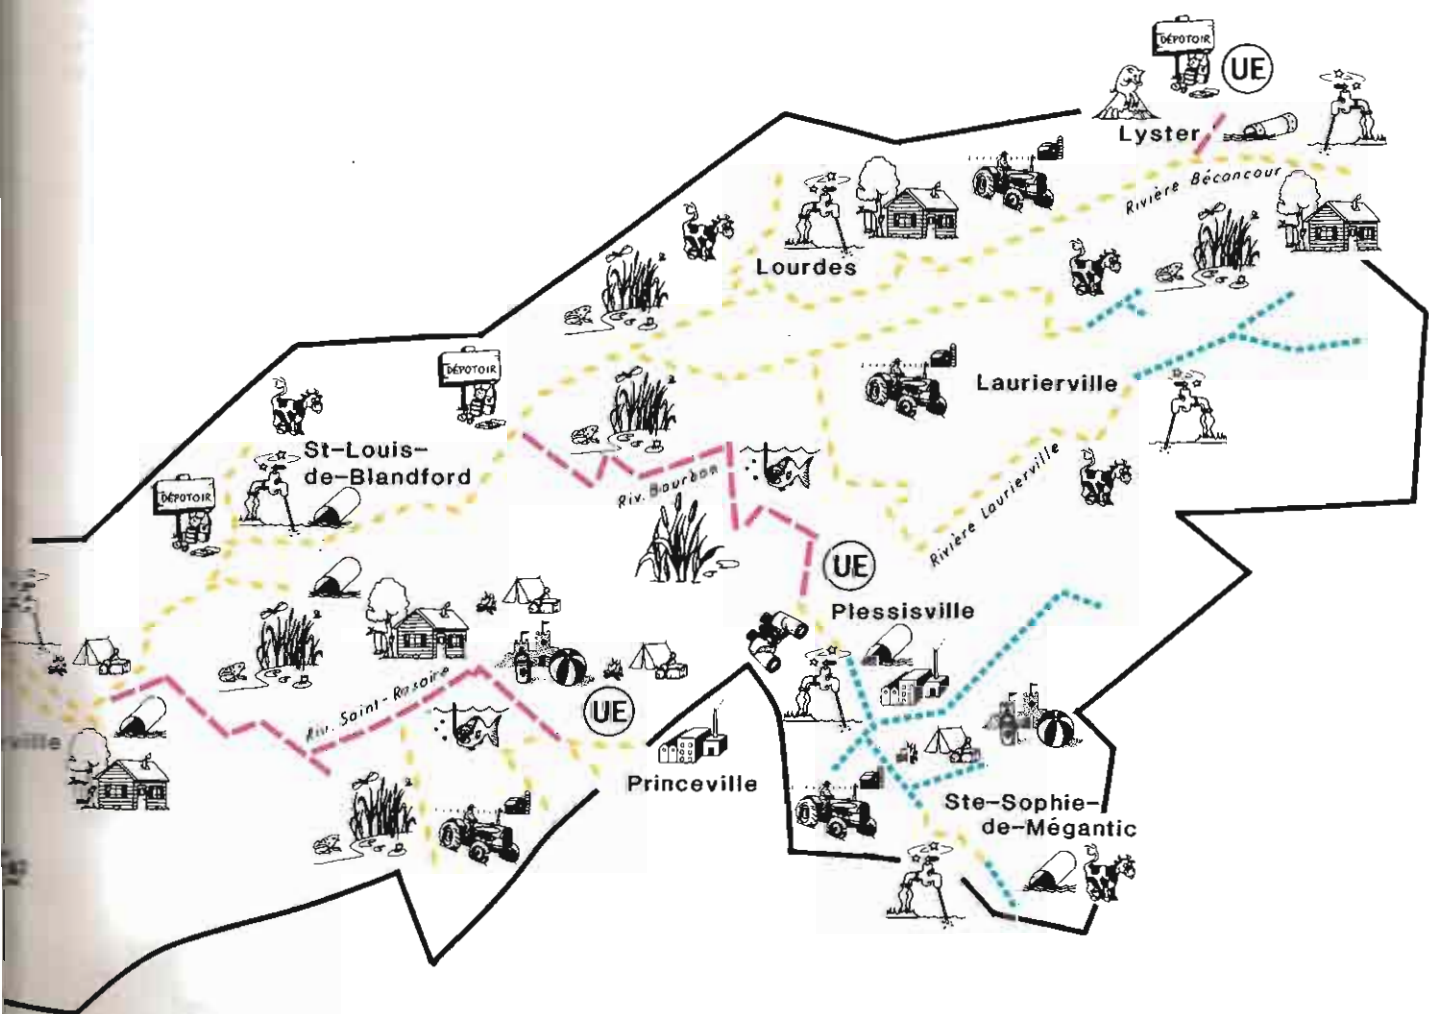 DÉPOTOIR
UE
Lyster
Rivière Bécancour
Lourdes
DÉPOTOIR
Laurierville
St-Louis-
de-Blandford
DÉPOTOIR
Riv. Bourbon
Rivière Laurierville
UE
Plessisville
Riv. Saint-Rosaire
UE
ville
Princeville
Ste-Sophie-
de-Mégantic